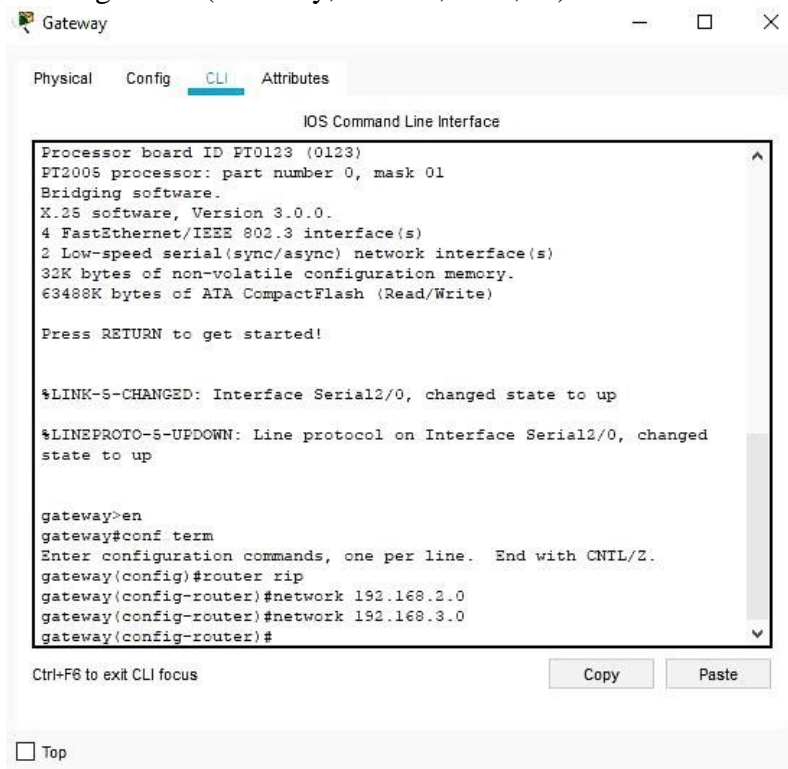 Gateway
Physical Config CLI Attributes
IOS Command Line Interface
Processor board ID PT0123 (0123)
PT2005 processor: part number 0, mask 01
Bridging software.
X.25 software, Version 3.0.0.
4 FastEthernet/IEEE 802.3 interface(s)
2 Low-speed serial(sync/async) network interface(s)
32K bytes of non-volatile configuration memory.
63488K bytes of ATA CompactFlash (Read/Write)
Press RETURN to get started!
%LINK-5-CHANGED: Interface Serial2/0, changed state to up
%LINEPROTO-5-UPDOWN: Line protocol on Interface Serial2/0, changed
state to up
gateway>en
gateway#conf term
Enter configuration commands, one per line. End with CNTL/Z.
gateway(config)#router rip
gateway(config-router)#network 192.168.2.0
gateway(config-router)#network 192.168.3.0
gateway(config-router)#
Ctrl+F6 to exit CLI focus
Copy Paste
Top